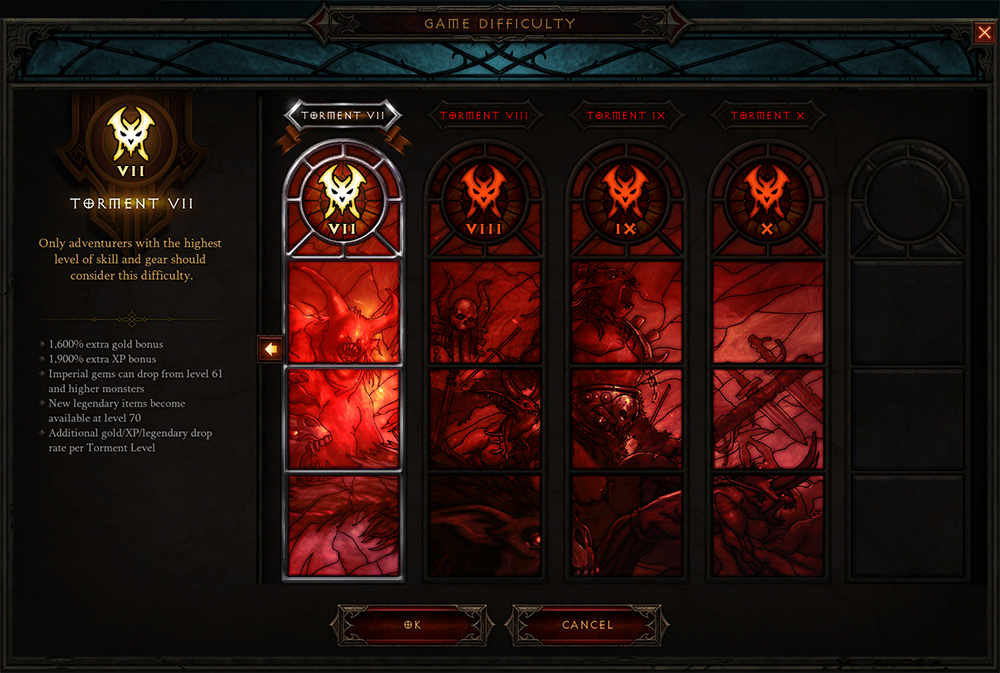 GAME DIFFICULTY
VII
TORMENT VII
Only adventurers with the highest
level of skill and gear should
consider this difficulty.
1,600% extra gold bonus
1,900% extra XP bonus
Imperial gems can drop from level 61
and higher monsters
New legendary items become
available at level 70
Additional gold/XP/legendary drop
rate per Torment Level
TORMENT VII
TORMENT VIII
TORMENT IX
TORMENT X
VII
VIII
IX
X
OK
CANCEL